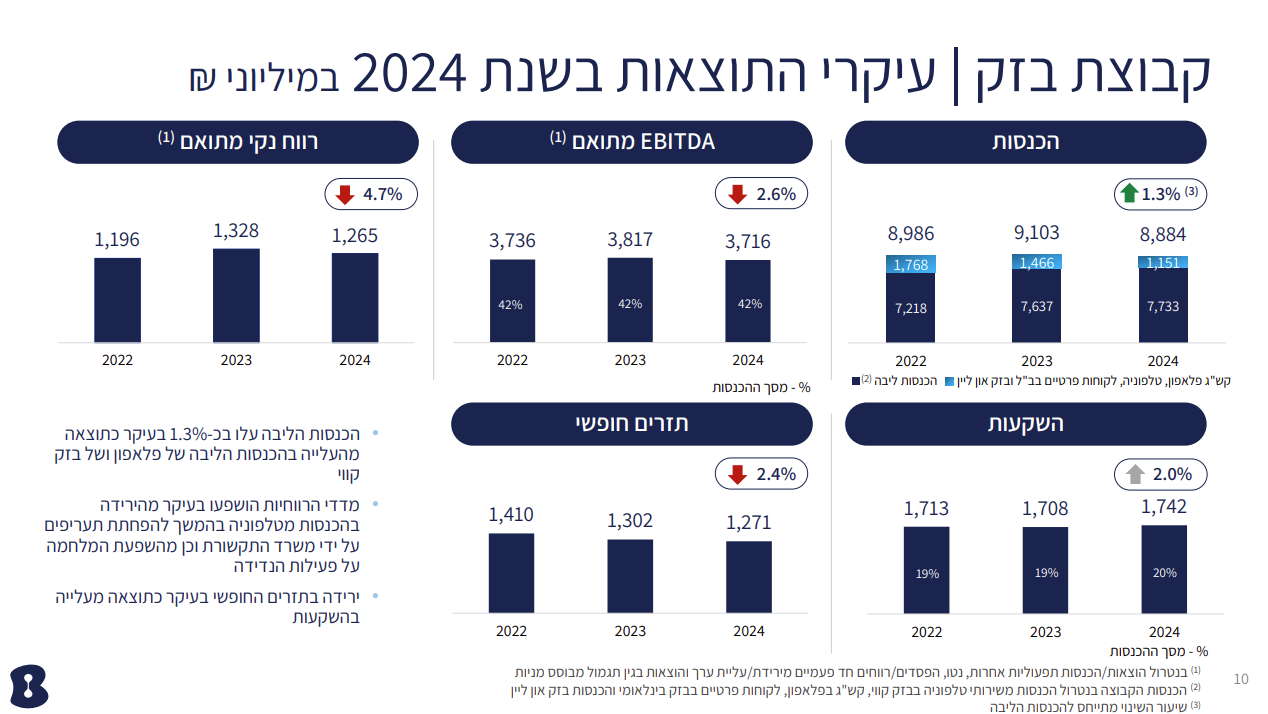 קבוצת בזק | עיקרי התוצאות בשנת 2024 במיליוני ₪
הכנסות
1.3% (3)
8,986 9,103 8,884
1,768 1,466 1,151
7,218 7,637 7,733
2022 2023 2024
הכנסות ליבה (2) קש"ג פלאפון, טלפוניה, לקוחות פרטיים בב"ל ובזק און ליין
EBITDA מתואם (1)
2.6%
3,736 3,817 3,716
42% 42% 42%
2022 2023 2024
% - מסך ההכנסות
רווח נקי מתואם (1)
4.7%
1,196 1,328 1,265
2022 2023 2024
השקעות
2.0%
1,713 1,708 1,742
19% 19% 20%
2022 2023 2024
% - מסך ההכנסות
תזרים חופשי
2.4%
1,410 1,302 1,271
2022 2023 2024
• הכנסות הליבה עלו בכ-1.3% בעיקר כתוצאה
מהעלייה בהכנסות הליבה של פלאפון ושל בזק
קווי
• מדדי הרווחיות הושפעו בעיקר מהירידה
בהכנסות מטלפוניה בהמשך להפחתת תעריפים
על ידי משרד התקשורת וכן מהשפעת המלחמה
על פעילות הנדידה
• ירידה בתזרים החופשי בעיקר כתוצאה מעלייה
בהשקעות
(1) בנטרול הוצאות/הכנסות תפעוליות אחרות, נטו, הפסדים/רווחים חד פעמיים מירידת/עליית ערך והוצאות בגין תגמול מבוסס מניות
(2) הכנסות הקבוצה בנטרול הכנסות משירותי טלפוניה בבזק קווי, קש"ג בפלאפון, לקוחות פרטיים בבזק בינלאומי והכנסות בזק און ליין
(3) שיעור השינוי מתייחס להכנסות הליבה
10